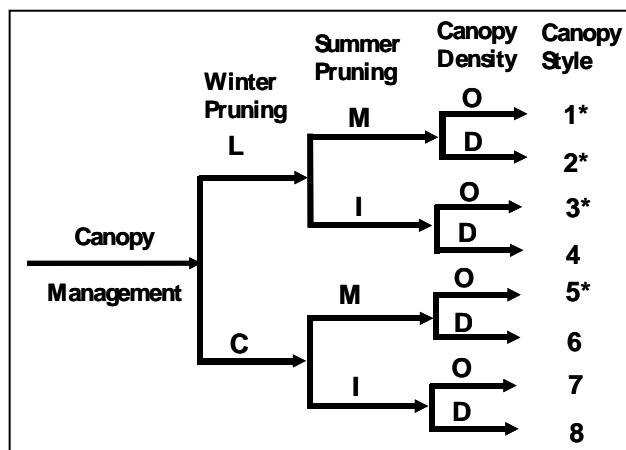 Winter
Pruning
Summer
Pruning
Canopy
Density
Canopy
Style
L
M
O
1*
D
2*
I
O
3*
D
4
Canopy
Management
C
M
O
5*
D
6
I
O
7
D
8